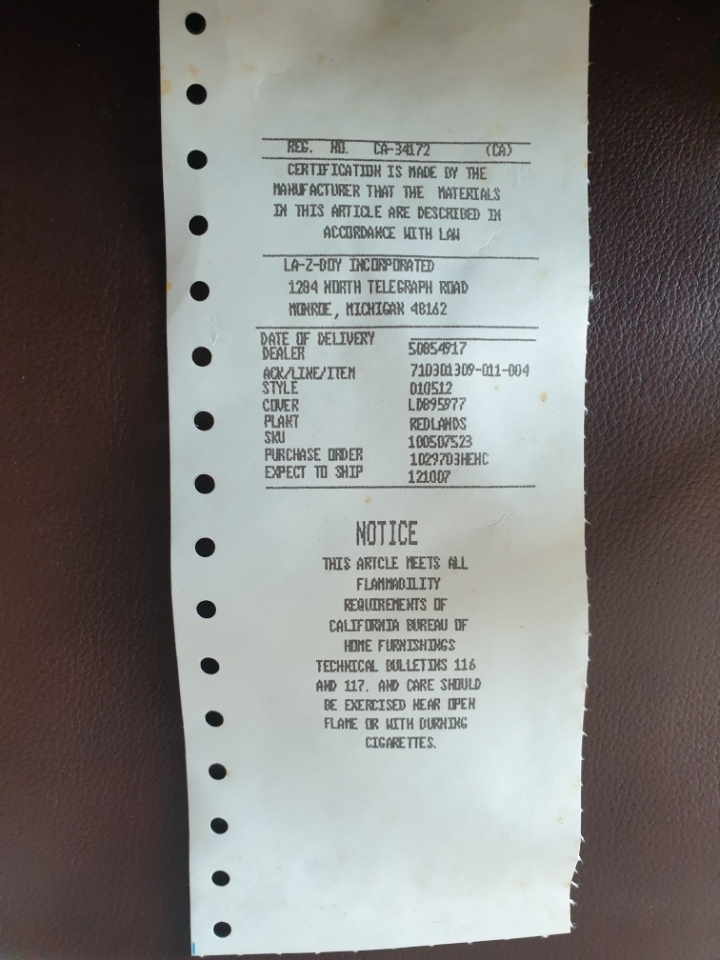 REG. NO. CA-34172 (CA)
CERTIFICATION IS MADE BY THE
MANUFACTURER THAT THE MATERIALS
IN THIS ARTICLE ARE DESCRIBED IN
ACCORDANCE WITH LAW
LA-Z-BOY INCORPORATED
1284 NORTH TELEGRAPH ROAD
MONROE, MICHIGAN 48162
DATE OF DELIVERY
DEALER 50854917
ACK/LINE/ITEM 710301309-011-004
STYLE 010512
COVER LD895977
PLANT REDLANDS
SKU 100507523
PURCHASE ORDER 1029703HEHC
EXPECT TO SHIP 121007
NOTICE
THIS ARTCLE MEETS ALL
FLAMMABILITY
REQUIREMENTS OF
CALIFORNIA BUREAU OF
HOME FURNISHINGS
TECHNICAL BULLETINS 116
AND 117. AND CARE SHOULD
BE EXERCISED NEAR OPEN
FLAME OR WITH BURNING
CIGARETTES.